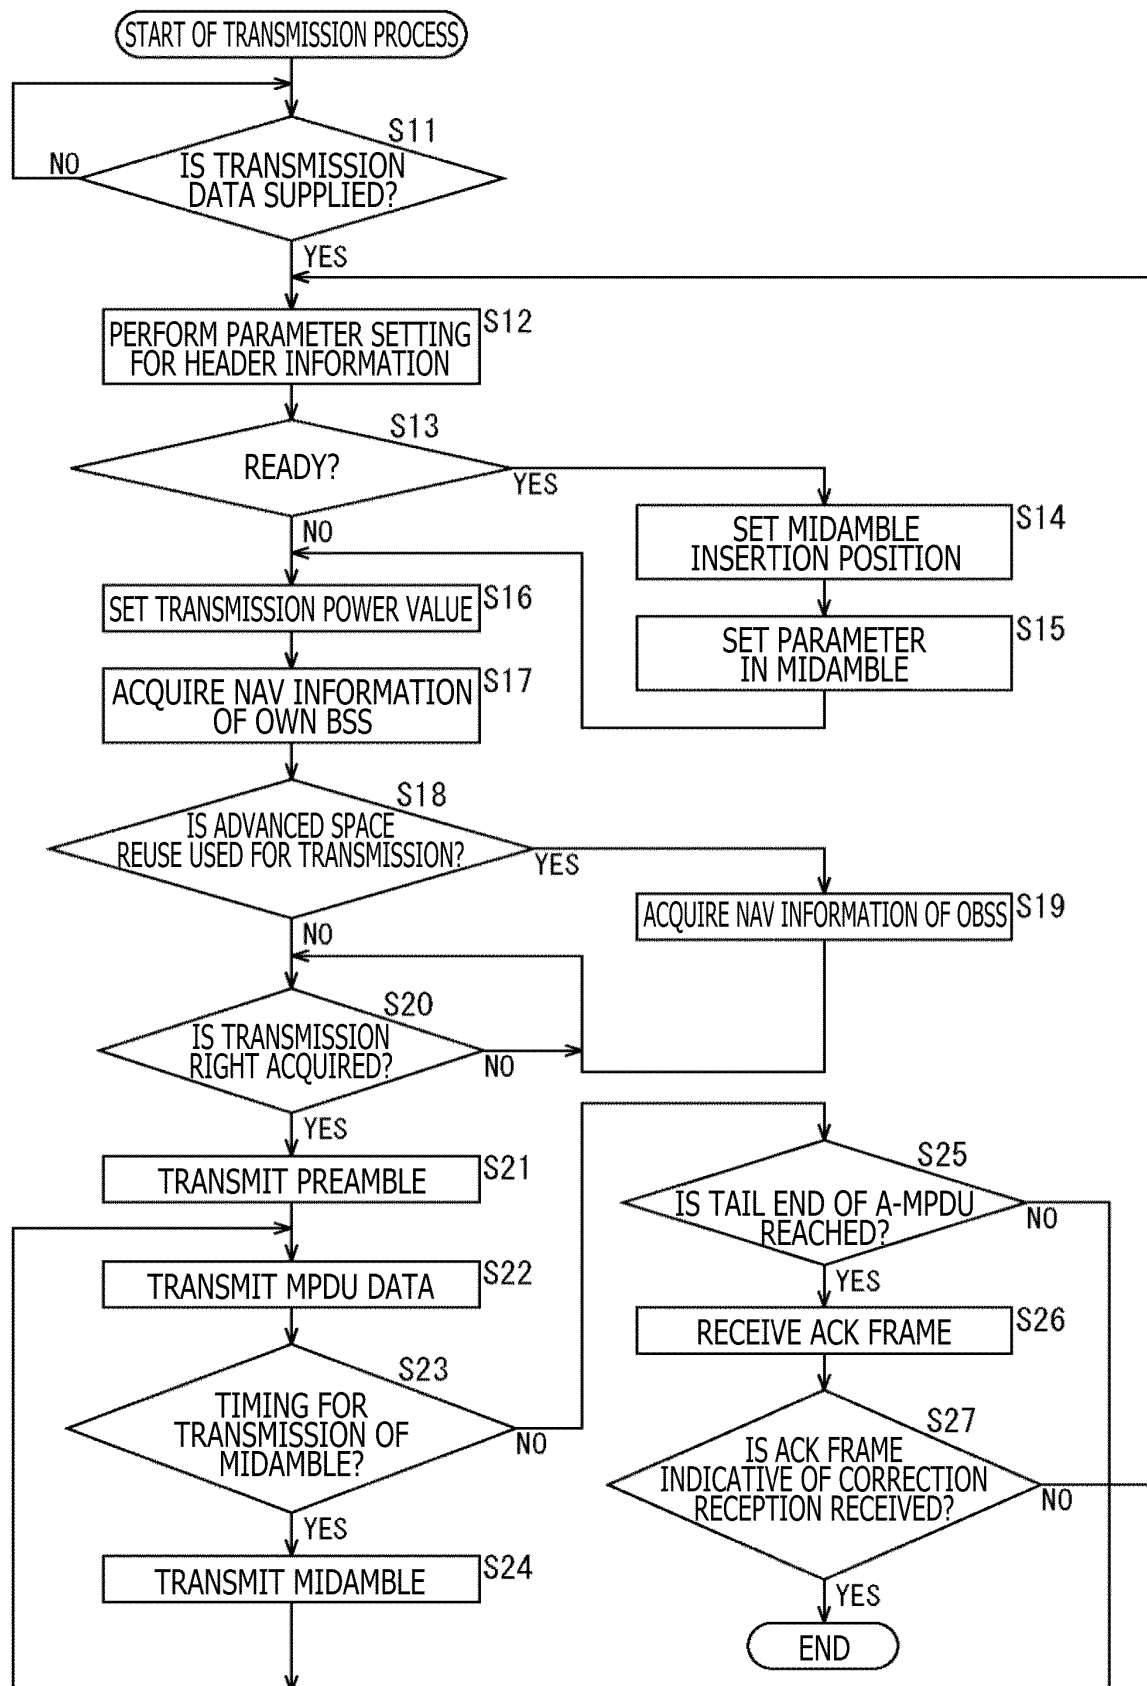 START OF TRANSMISSION PROCESS
S11
NO
IS TRANSMISSION
DATA SUPPLIED?
YES
S12
PERFORM PARAMETER SETTING
FOR HEADER INFORMATION
S13
READY?
YES
NO
S14
SET MIDAMBLE
INSERTION POSITION
S15
SET PARAMETER
IN MIDAMBLE
S16
SET TRANSMISSION POWER VALUE
S17
ACQUIRE NAV INFORMATION
OF OWN BSS
S18
IS ADVANCED SPACE
REUSE USED FOR TRANSMISSION?
YES
NO
S19
ACQUIRE NAV INFORMATION OF OBSS
S20
IS TRANSMISSION
RIGHT ACQUIRED?
NO
YES
S21
TRANSMIT PREAMBLE
S22
TRANSMIT MPDU DATA
S23
TIMING FOR
TRANSMISSION OF
MIDAMBLE?
NO
YES
S24
TRANSMIT MIDAMBLE
S25
IS TAIL END OF A-MPDU
REACHED?
NO
YES
S26
RECEIVE ACK FRAME
S27
IS ACK FRAME
INDICATIVE OF CORRECTION
RECEPTION RECEIVED?
NO
YES
END